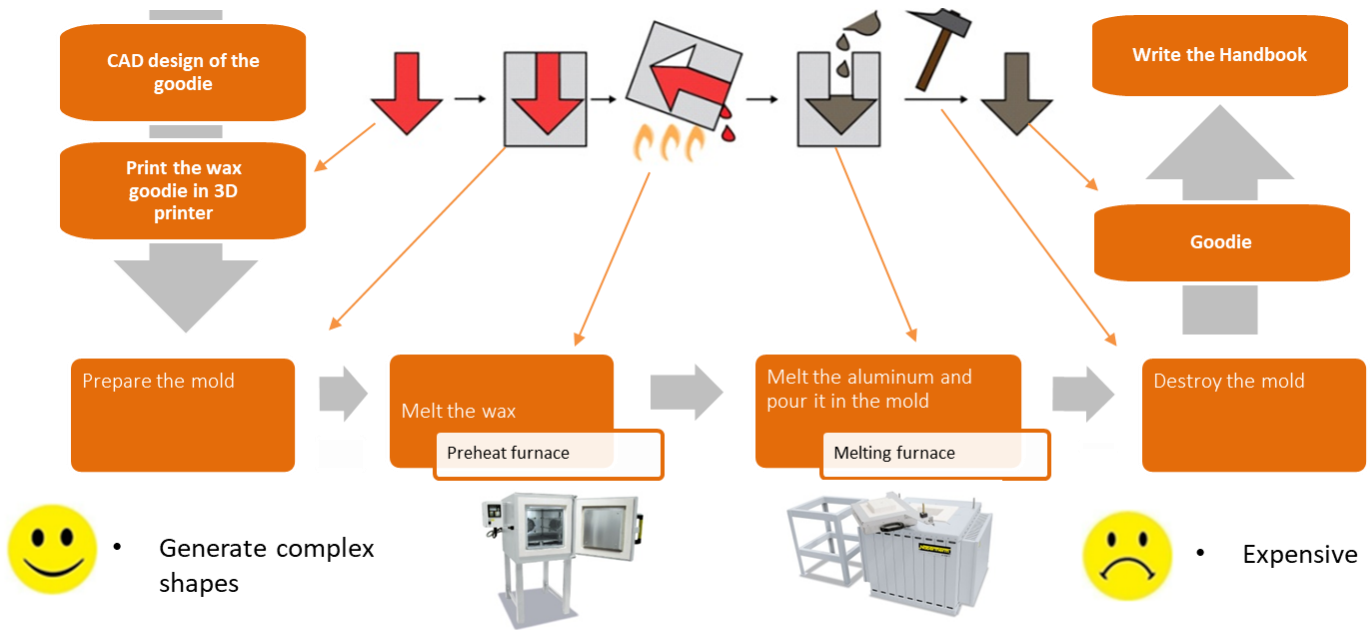 CAD design of the
goodie
Print the wax
goodie in 3D
printer
Write the Handbook
Goodie
Prepare the mold
Melt the wax
Preheat furnace
Melt the aluminum and
pour it in the mold
Melting furnace
Destroy the mold
• Generate complex
shapes
• Expensive